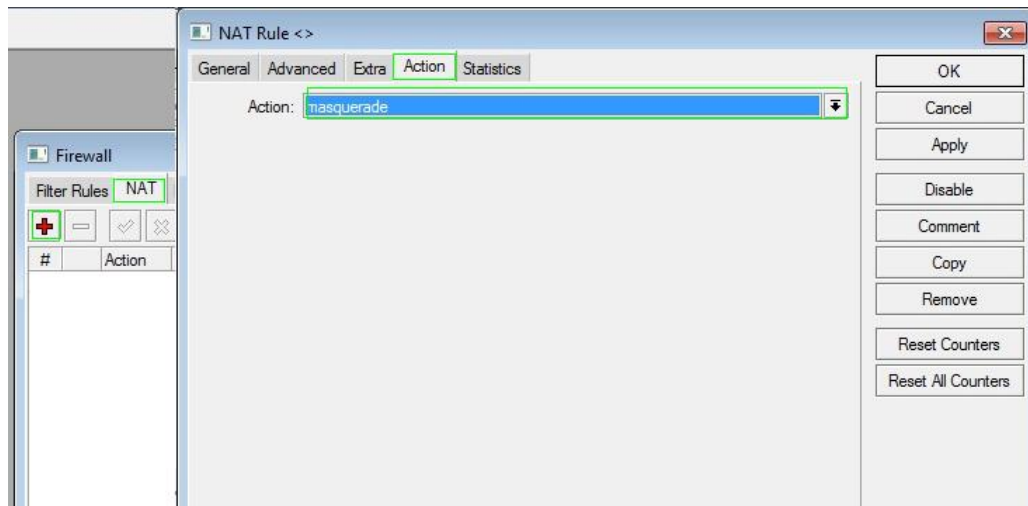 NAT Rule <>
General Advanced Extra Action Statistics
Action: masquerade
OK
Cancel
Apply
Disable
Comment
Copy
Remove
Reset Counters
Reset All Counters
Firewall
Filter Rules NAT
# Action